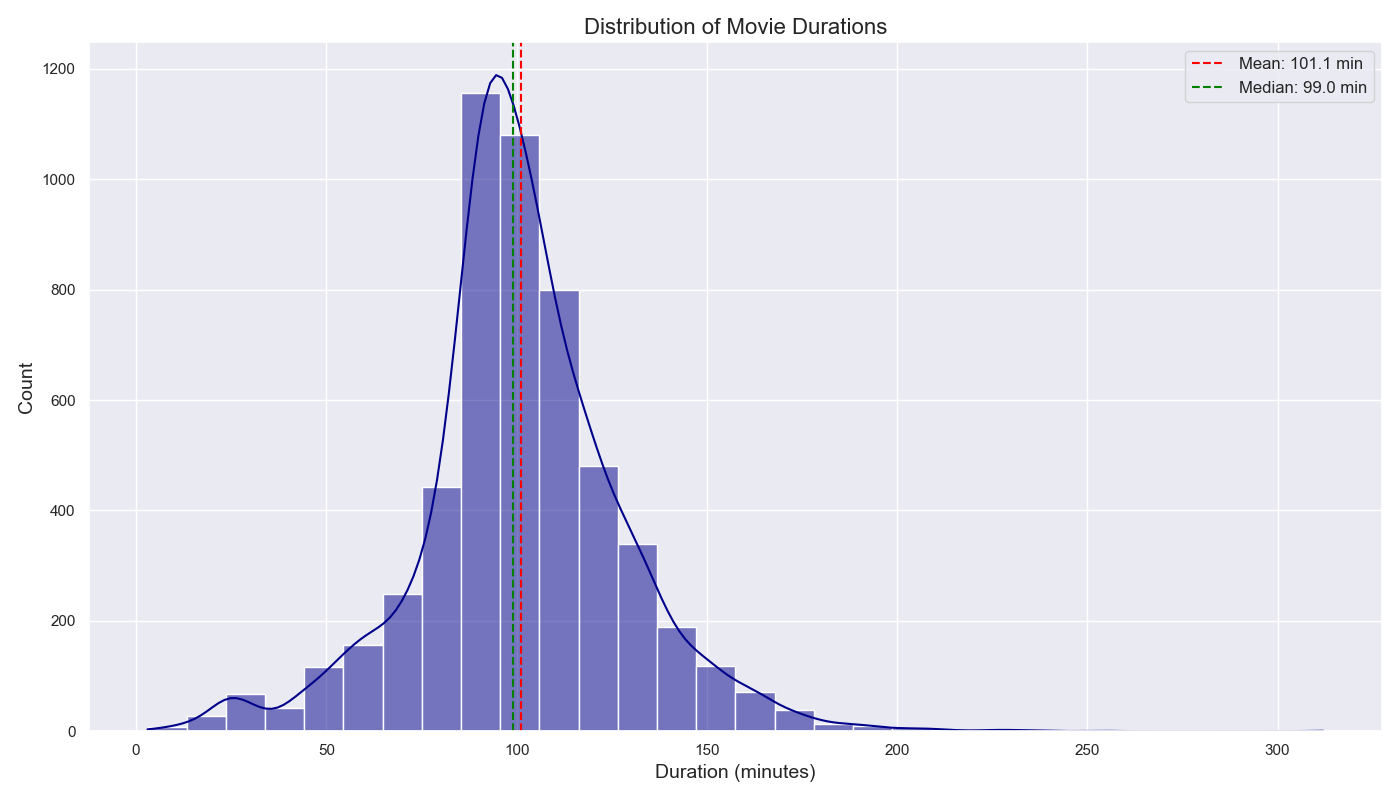 Distribution of Movie Durations
Mean: 101.1 min
Median: 99.0 min
1200
1000
800
600
400
200
0
Count
0 50 100 150 200 250 300
Duration (minutes)